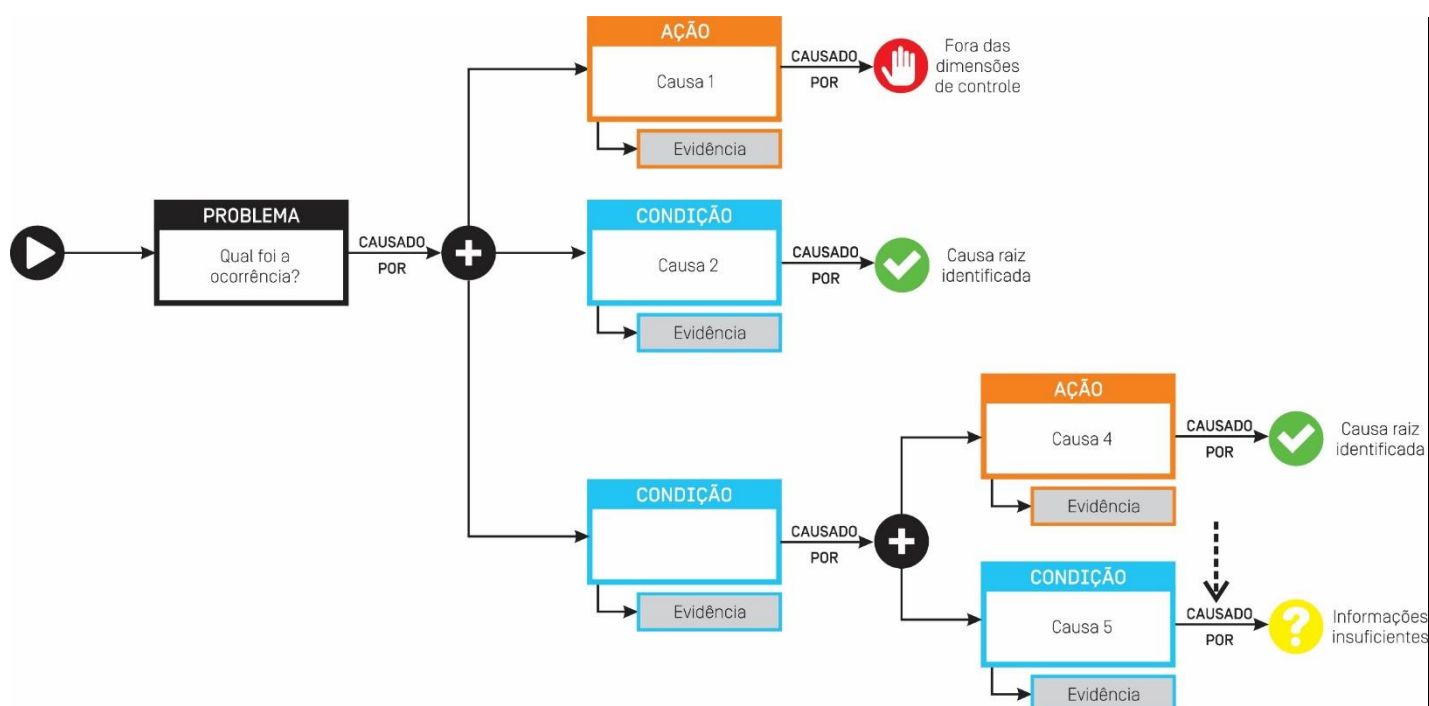 AÇÃO
Causa 1
Evidência
CAUSADO
POR
Fora das
dimensões
de controle
PROBLEMA
Qual foi a
ocorrência?
CAUSADO
POR
CONDIÇÃO
Causa 2
Evidência
CAUSADO
POR
Causa raiz
identificada
CONDIÇÃO
Evidência
CAUSADO
POR
AÇÃO
Causa 4
Evidência
CAUSADO
POR
Causa raiz
identificada
CONDIÇÃO
Causa 5
Evidência
CAUSADO
POR
?
Informações
insuficientes